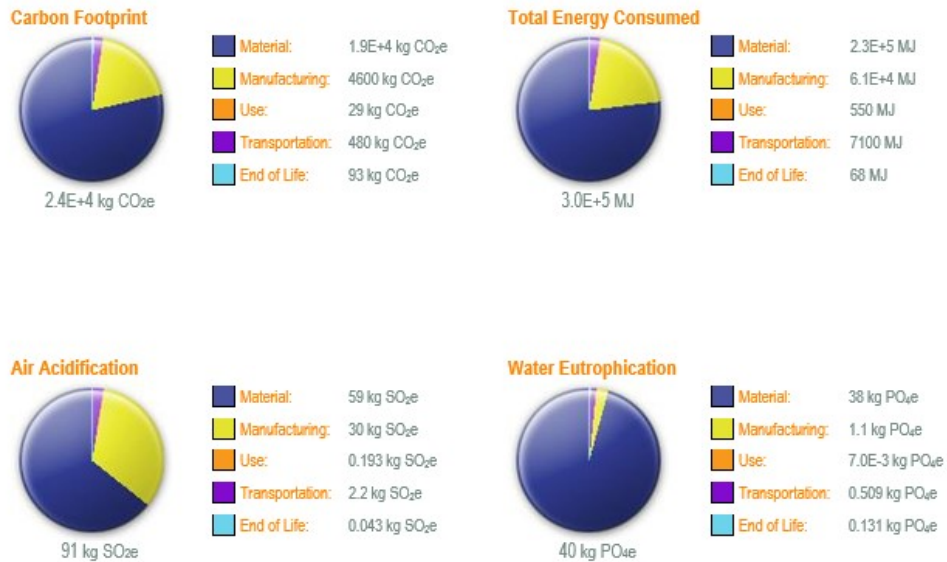 Carbon Footprint
Material: 1.9E+4 kg CO₂e
Manufacturing: 4600 kg CO₂e
Use: 29 kg CO₂e
Transportation: 480 kg CO₂e
End of Life: 93 kg CO₂e
2.4E+4 kg CO₂e
Total Energy Consumed
Material: 2.3E+5 MJ
Manufacturing: 6.1E+4 MJ
Use: 550 MJ
Transportation: 7100 MJ
End of Life: 68 MJ
3.0E+5 MJ
Air Acidification
Material: 59 kg SO₂e
Manufacturing: 30 kg SO₂e
Use: 0.193 kg SO₂e
Transportation: 2.2 kg SO₂e
End of Life: 0.043 kg SO₂e
91 kg SO₂e
Water Eutrophication
Material: 38 kg PO₄e
Manufacturing: 1.1 kg PO₄e
Use: 7.0E-3 kg PO₄e
Transportation: 0.509 kg PO₄e
End of Life: 0.131 kg PO₄e
40 kg PO₄e